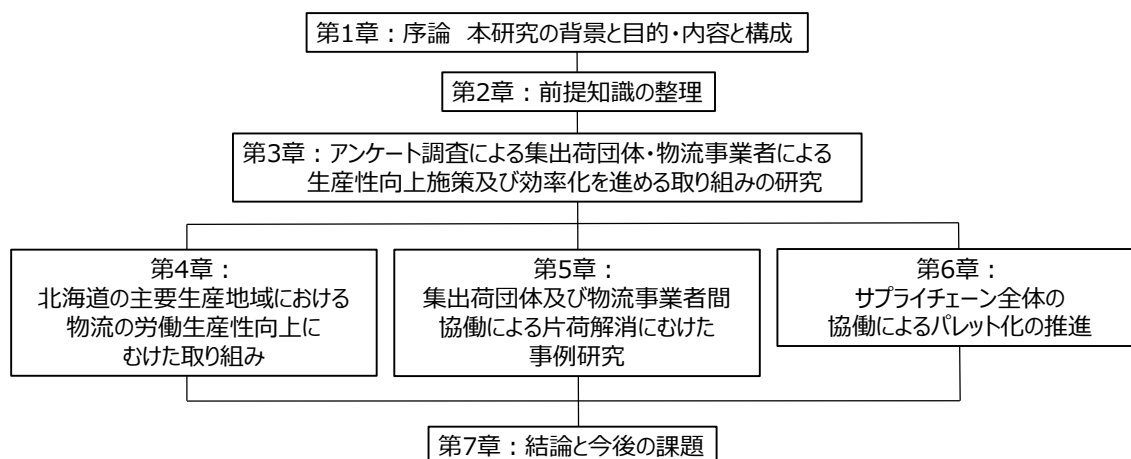 第1章：序論 本研究の背景と目的・内容と構成
第2章：前提知識の整理
第3章：アンケート調査による集出荷団体・物流事業者による
生産性向上施策及び効率化を進める取り組みの研究
第4章：
北海道の主要生産地域における
物流の労働生産性向上に
むけた取り組み
第5章：
集出荷団体及び物流事業者間
協働による片荷解消にむけた
事例研究
第6章：
サプライチェーン全体の
協働によるパレット化の推進
第7章：結論と今後の課題